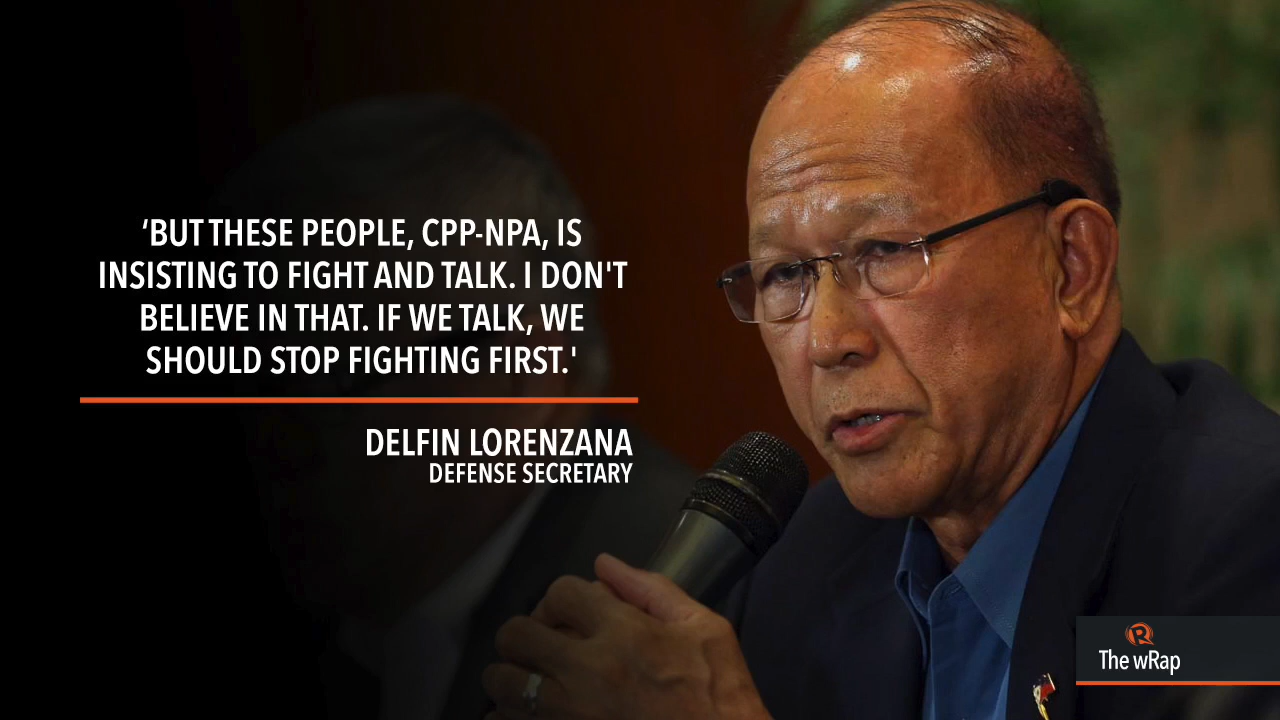 ‘BUT THESE PEOPLE, CPP-NPA, IS
INSISTING TO FIGHT AND TALK. I DON'T
BELIEVE IN THAT. IF WE TALK, WE
SHOULD STOP FIGHTING FIRST.'
DELFIN LORENZANA
DEFENSE SECRETARY
R
The wRap